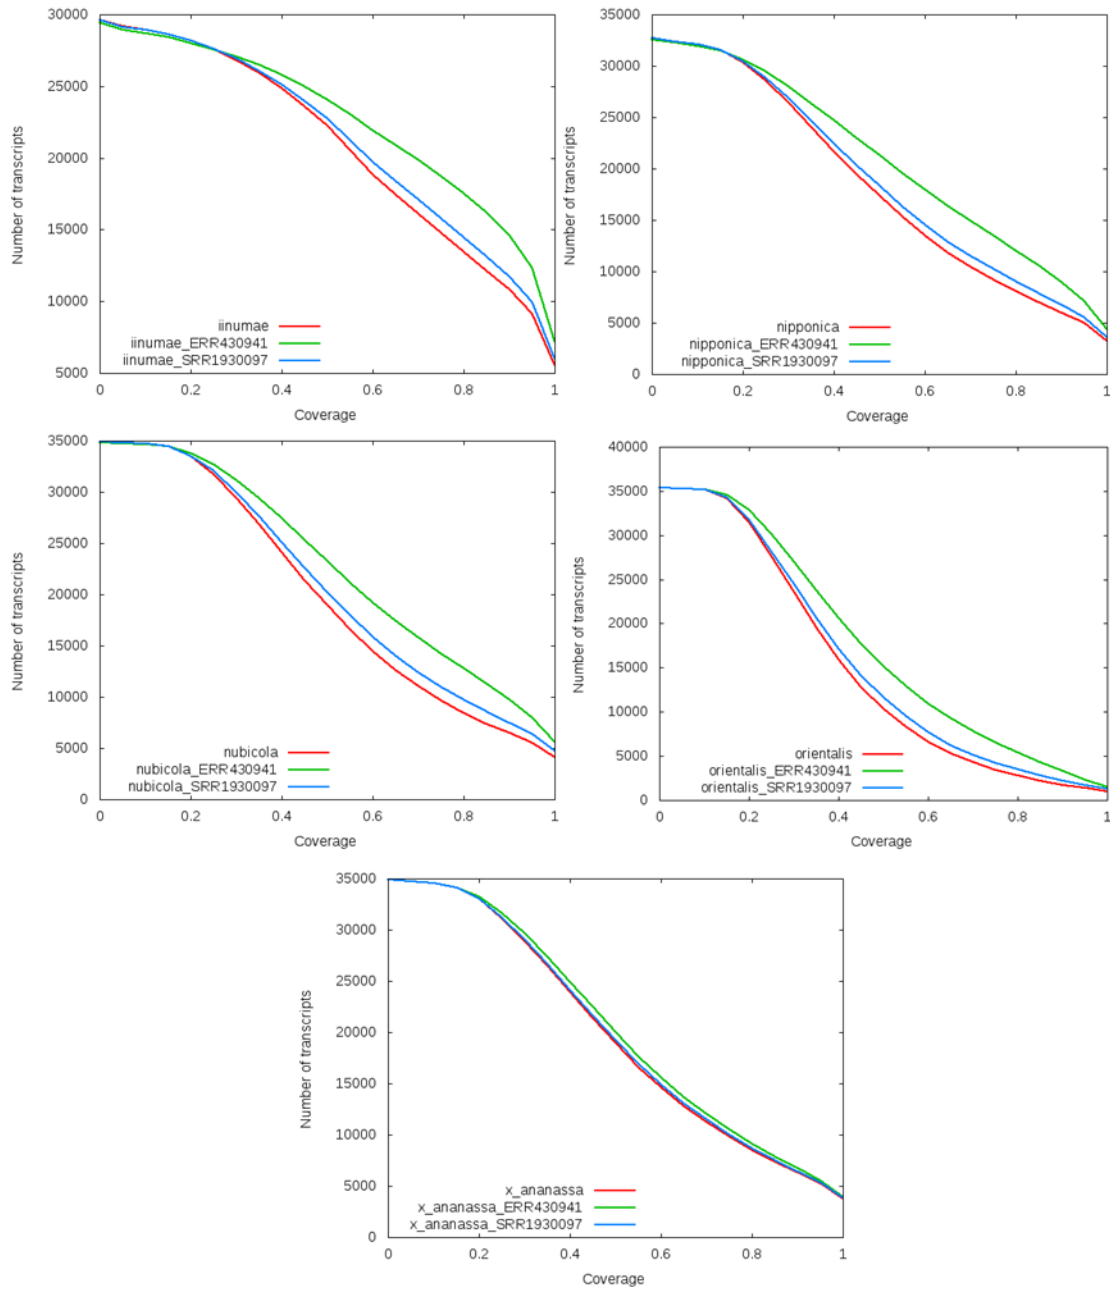 30000
25000
20000
15000
10000
5000
Number of transcripts
iinumae
iinumae_ERR430941
iinumae_SRR1930097
0 0.2 0.4 0.6 0.8 1
Coverage
35000
30000
25000
20000
15000
10000
5000
0
Number of transcripts
nipponica
nipponica_ERR430941
nipponica_SRR1930097
0 0.2 0.4 0.6 0.8 1
Coverage
35000
30000
25000
20000
15000
10000
5000
0
Number of transcripts
nubicola
nubicola_ERR430941
nubicola_SRR1930097
0 0.2 0.4 0.6 0.8 1
Coverage
40000
35000
30000
25000
20000
15000
10000
5000
0
Number of transcripts
orientalis
orientalis_ERR430941
orientalis_SRR1930097
0 0.2 0.4 0.6 0.8 1
Coverage
35000
30000
25000
20000
15000
10000
5000
0
Number of transcripts
x_ananassa
x_ananassa_ERR430941
x_ananassa_SRR1930097
0 0.2 0.4 0.6 0.8 1
Coverage